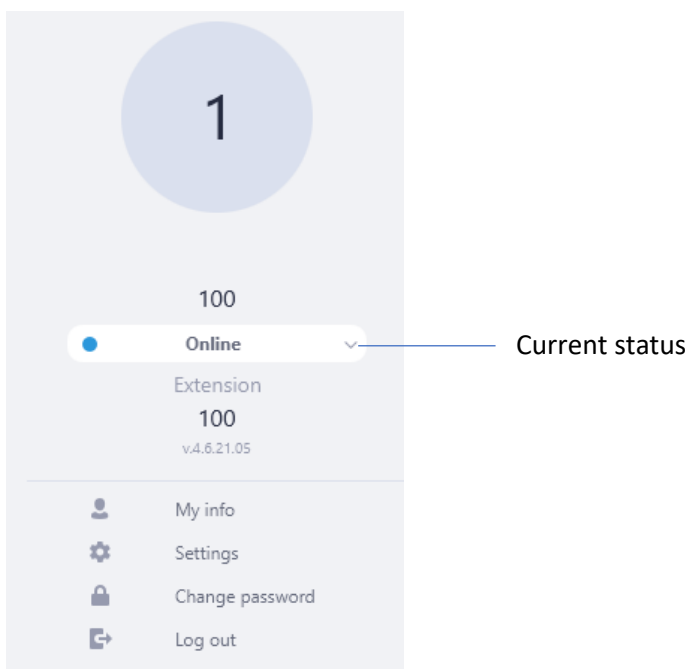 1
100
Online
Current status
Extension
100
v.4.6.21.05
My info
Settings
Change password
Log out